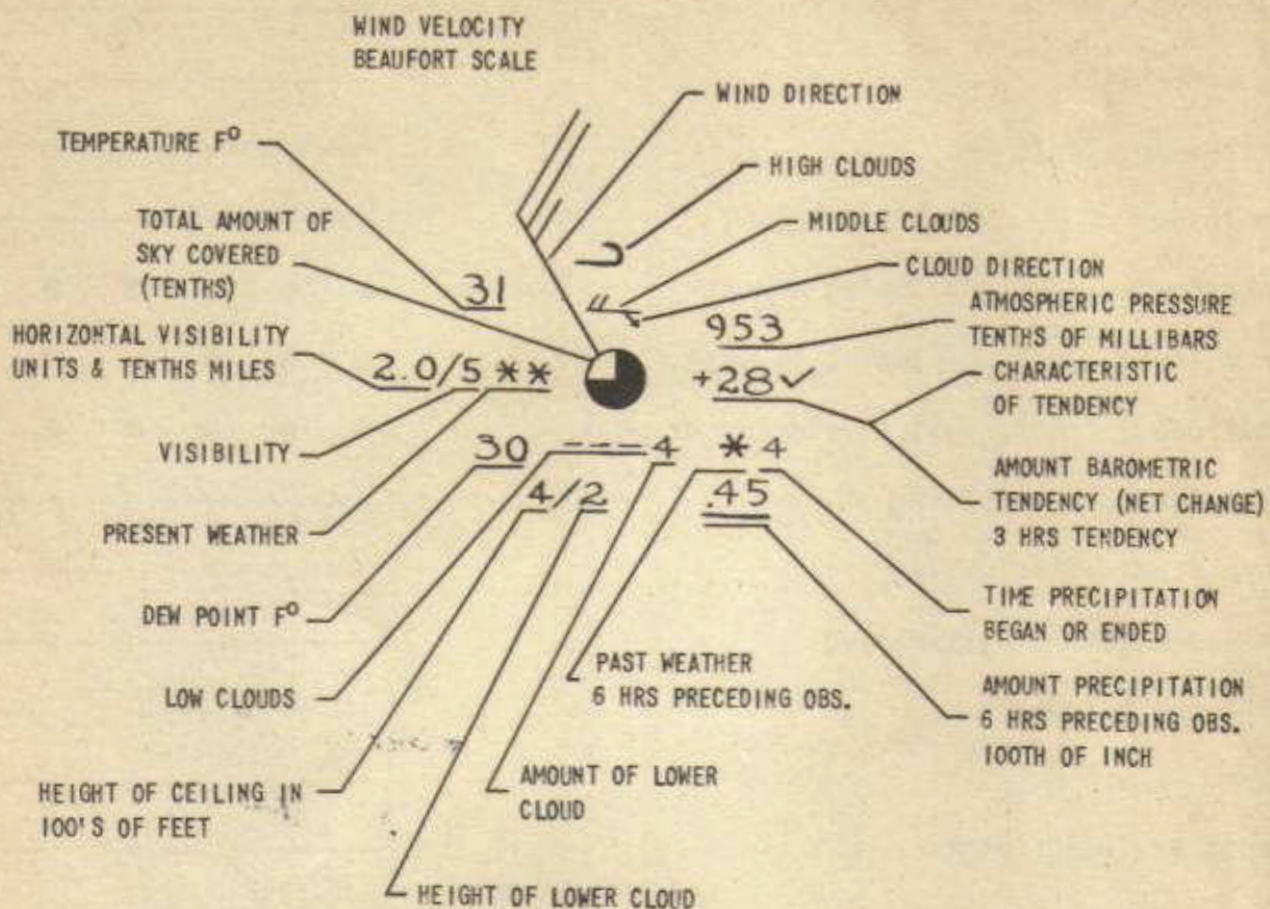 WIND VELOCITY
BEAUFORT SCALE
WIND DIRECTION
TEMPERATURE F°
HIGH CLOUDS
TOTAL AMOUNT OF
SKY COVERED
(TENTHS)
MIDDLE CLOUDS
CLOUD DIRECTION
31
ATMOSPHERIC PRESSURE
TENTHS OF MILLIBARS
953
HORIZONTAL VISIBILITY
UNITS & TENTHS MILES
2.0/5 **
+28✓
CHARACTERISTIC
OF TENDENCY
VISIBILITY
30 --- 4 * 4
AMOUNT BAROMETRIC
TENDENCY (NET CHANGE)
3 HRS TENDENCY
4/2 .45
PRESENT WEATHER
DEW POINT F°
TIME PRECIPITATION
BEGAN OR ENDED
LOW CLOUDS
PAST WEATHER
6 HRS PRECEDING OBS.
AMOUNT PRECIPITATION
6 HRS PRECEDING OBS.
100TH OF INCH
HEIGHT OF CEILING IN
100'S OF FEET
AMOUNT OF LOWER
CLOUD
HEIGHT OF LOWER CLOUD